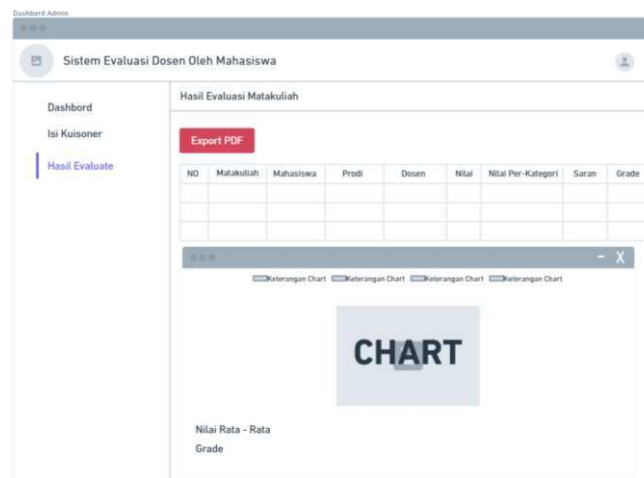 Dashbord Admin
Sistem Evaluasi Dosen Oleh Mahasiswa
Dashbord
Isi Kuisoner
Hasil Evaluate
Hasil Evaluasi Matakuliah
Export PDF
NO Matakuliah Mahasiswa Prodi Dosen Nilai Nilai Per-Kategori Saran Grade
- X
Keterangan Chart Keterangan Chart Keterangan Chart Keterangan Chart
CHART
Nilai Rata - Rata
Grade